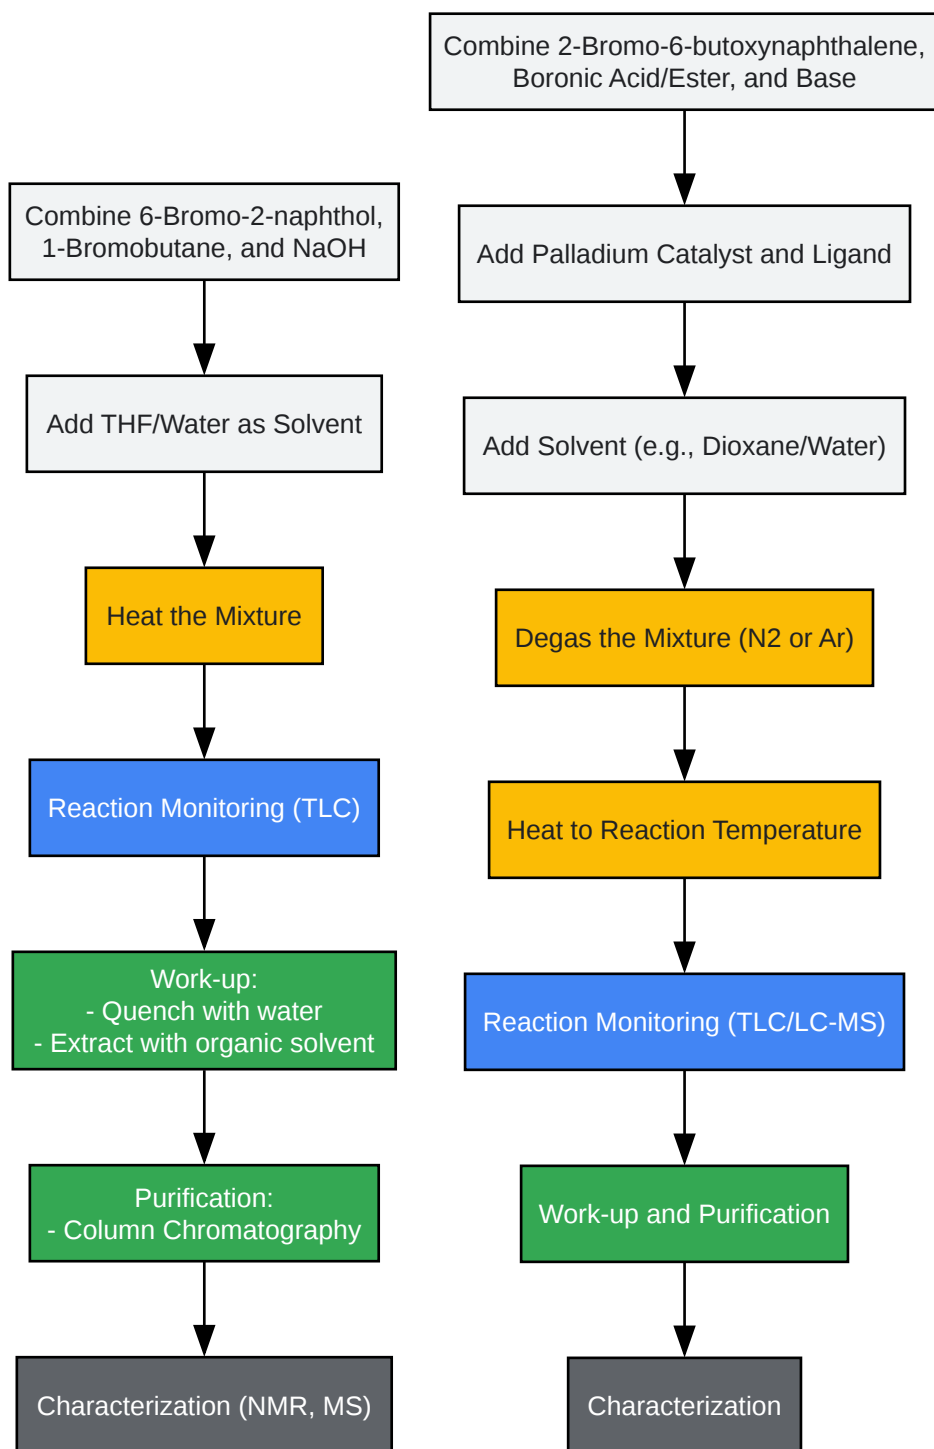 Combine 6-Bromo-2-naphthol,
1-Bromobutane, and NaOH
Add THF/Water as Solvent
Heat the Mixture
Reaction Monitoring (TLC)
Work-up:
- Quench with water
- Extract with organic solvent
Purification:
- Column Chromatography
Characterization (NMR, MS)
Combine 2-Bromo-6-butoxynaphthalene,
Boronic Acid/Ester, and Base
Add Palladium Catalyst and Ligand
Add Solvent (e.g., Dioxane/Water)
Degas the Mixture (N2 or Ar)
Heat to Reaction Temperature
Reaction Monitoring (TLC/LC-MS)
Work-up and Purification
Characterization